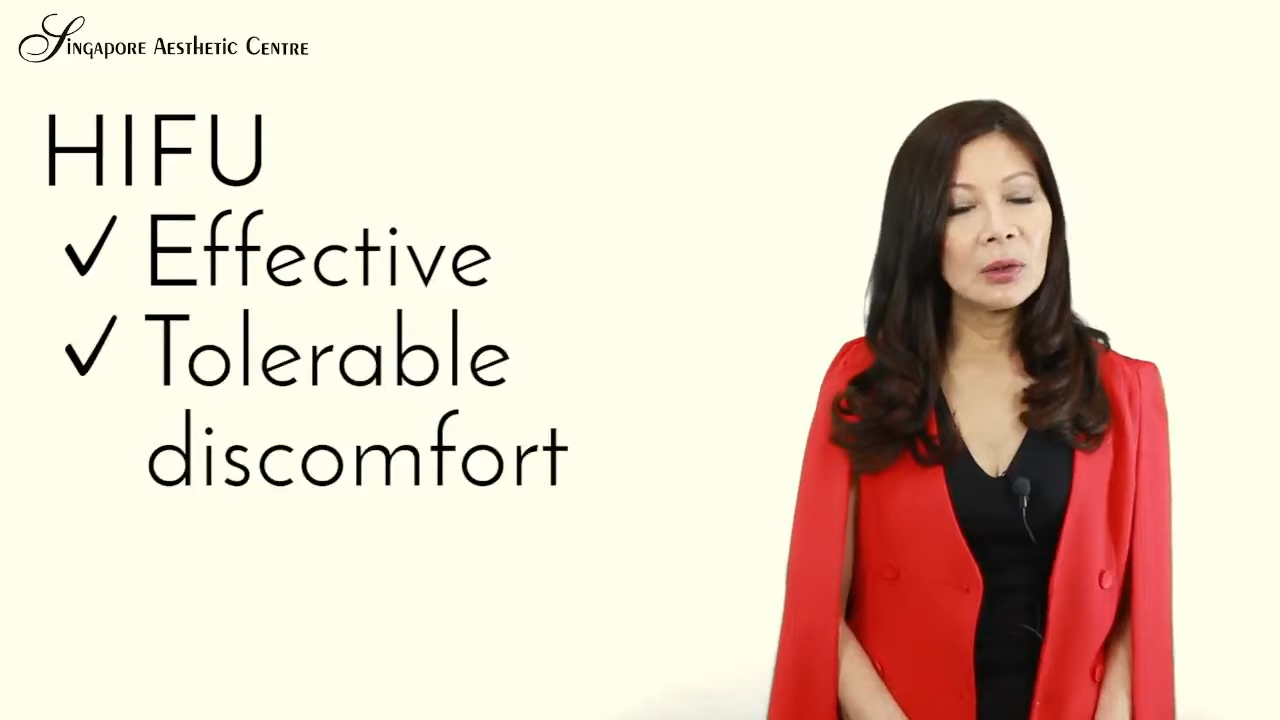 Singapore Aesthetic Centre
HIFU
✓ Effective
✓ Tolerable
discomfort